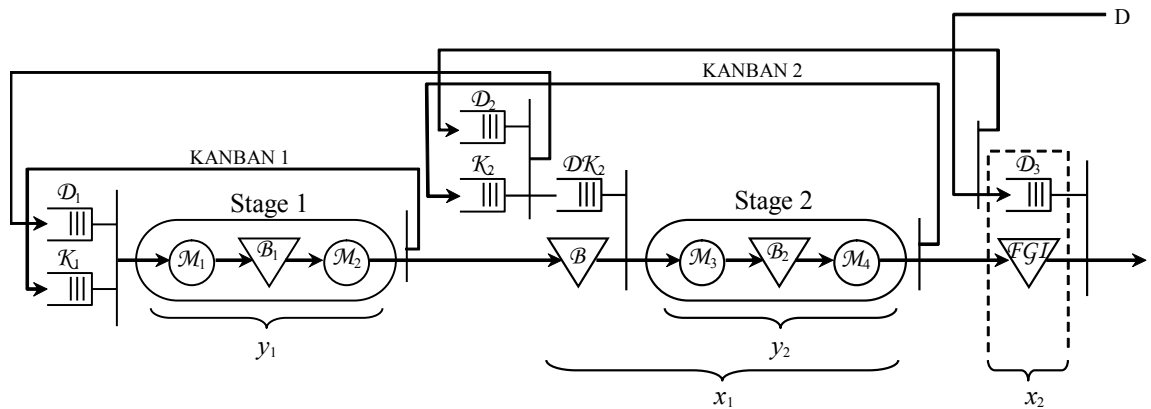 D
KANBAN 2
𝒟₂
KANBAN 1
𝒦₂
𝒟𝒦₂
𝒟₃
𝒟₁
Stage 1
Stage 2
𝒦₁
ℳ₁
ℬ₁
ℳ₂
ℬ
ℳ₃
ℬ₂
ℳ₄
ℱ𝒢ℐ
y₁
y₂
x₁
x₂